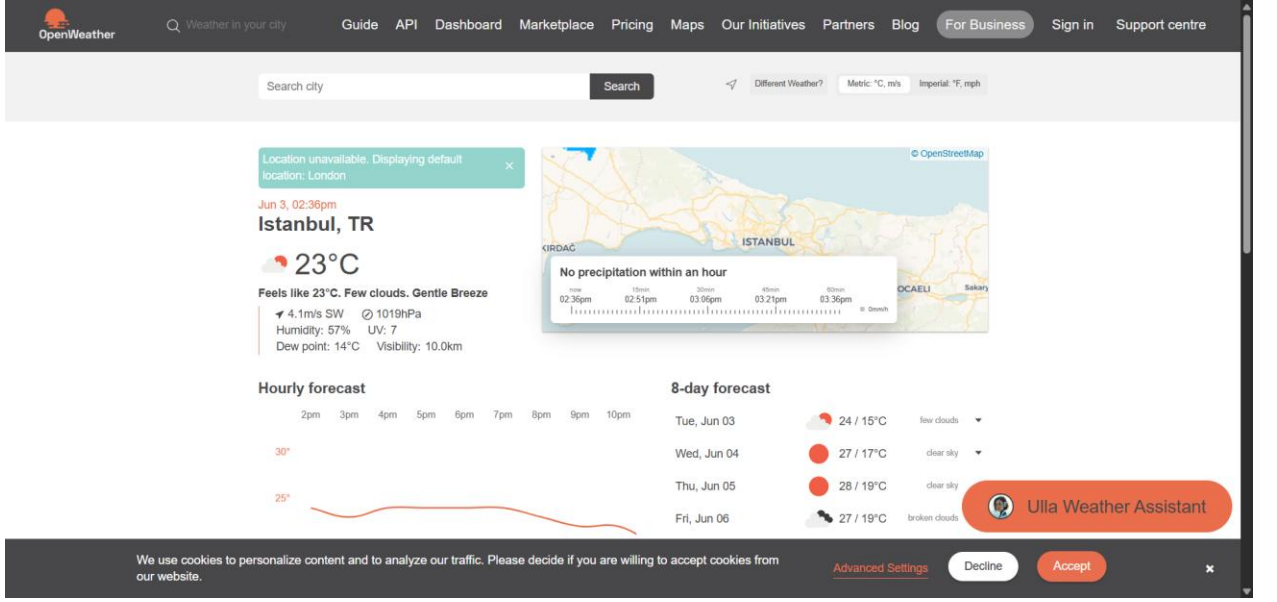 OpenWeather
Weather in your city
Guide API Dashboard Marketplace Pricing Maps Our Initiatives Partners Blog For Business Sign in Support centre
Search city
Search
Different Weather?
Metric: °C, m/s
Imperial: °F, mph
Location unavailable. Displaying default
location: London
×
© OpenStreetMap
Jun 3, 02:36pm
Istanbul, TR
23°C
Feels like 23°C. Few clouds. Gentle Breeze
4.1m/s SW 1019hPa
Humidity: 57% UV: 7
Dew point: 14°C Visibility: 10.0km
ISTANBUL
KIRDAĞ
OCAELI
Sakary
No precipitation within an hour
now 15min 30min 45min 60min
02:36pm 02:51pm 03:06pm 03:21pm 03:36pm
0mm/h
Hourly forecast
2pm 3pm 4pm 5pm 6pm 7pm 8pm 9pm 10pm
30°
25°
8-day forecast
Tue, Jun 03 24 / 15°C few clouds
Wed, Jun 04 27 / 17°C clear sky
Thu, Jun 05 28 / 19°C clear sky
Fri, Jun 06 27 / 19°C broken clouds
Ulla Weather Assistant
We use cookies to personalize content and to analyze our traffic. Please decide if you are willing to accept cookies from
our website.
Advanced Settings
Decline
Accept
×